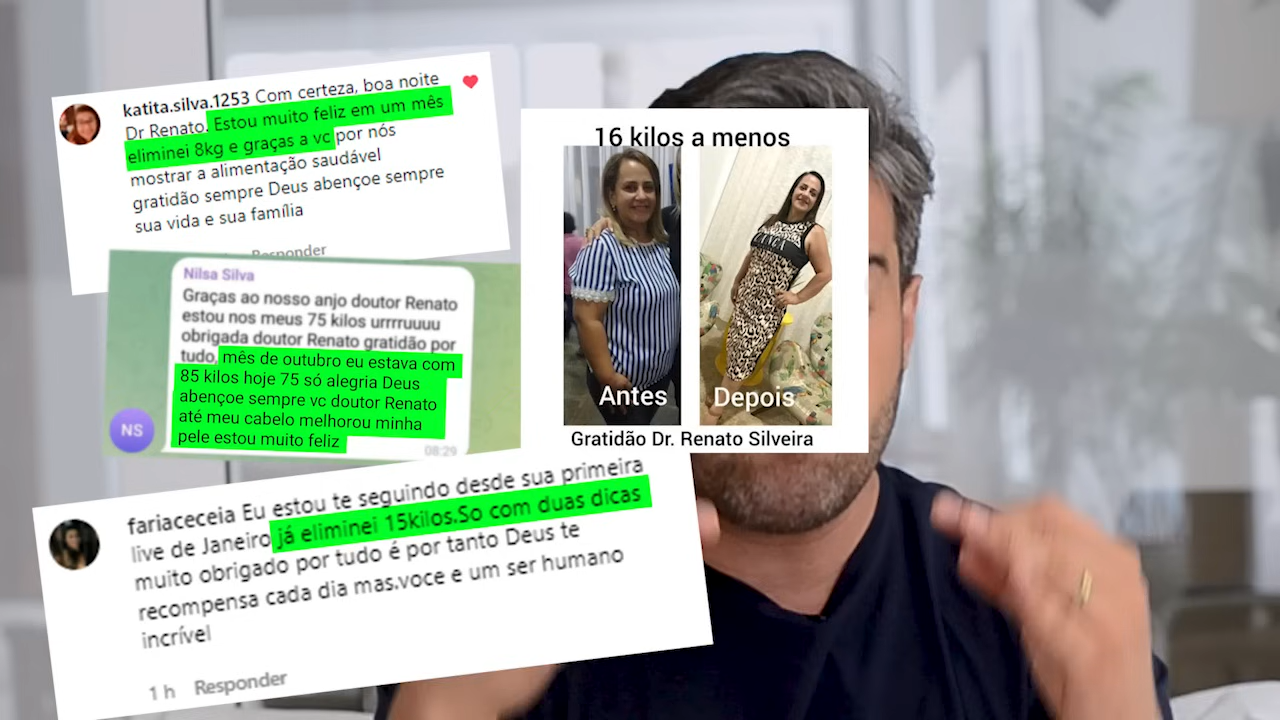 katita.silva.1253 Com certeza, boa noite
Dr Renato. Estou muito feliz em um mês
eliminei 8kg e graças a vc por nós
mostrar a alimentação saudável
gratidão sempre Deus abençoe sempre
sua vida e sua família
Responder
Nilsa Silva
Graças ao nosso anjo doutor Renato
estou nos meus 75 kilos urrrruuuu
obrigada doutor Renato gratidão por
tudo, mês de outubro eu estava com
85 kilos hoje 75 só alegria Deus
abençoe sempre vc doutor Renato
até meu cabelo melhorou minha
pele estou muito feliz
NS
08:29
16 kilos a menos
Antes
Depois
Gratidão Dr. Renato Silveira
fariaceceia Eu estou te seguindo desde sua primeira
live de Janeiro já eliminei 15kilos.So com duas dicas
muito obrigado por tudo é por tanto Deus te
recompensa cada dia mas.voce e um ser humano
incrível
1 h Responder